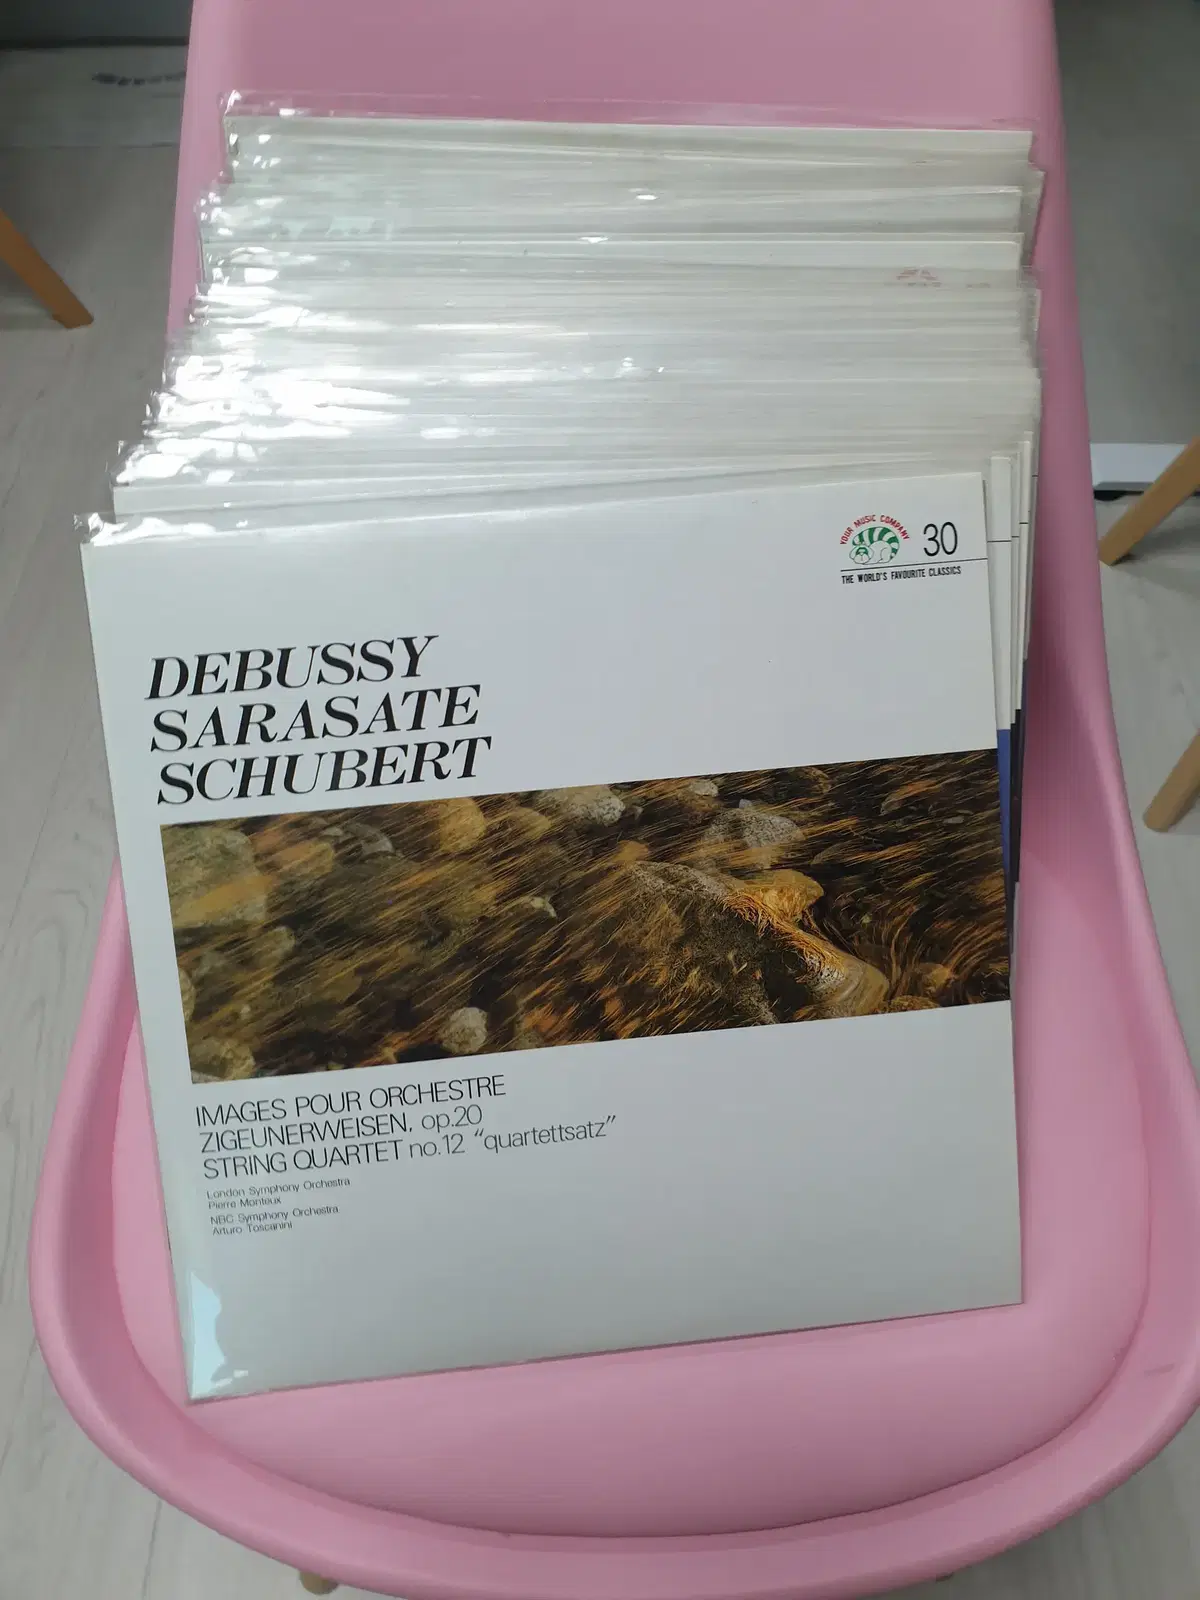 YOUR MUSIC COMPANY
30
THE WORLD'S FAVOURITE CLASSICS
DEBUSSY
SARASATE
SCHUBERT
IMAGES POUR ORCHESTRE
ZIGEUNERWEISEN, op.20
STRING QUARTET no.12 "quartettsatz"
London Symphony Orchestra
Pierre Monteux
NBC Symphony Orchestra
Arturo Toscanini